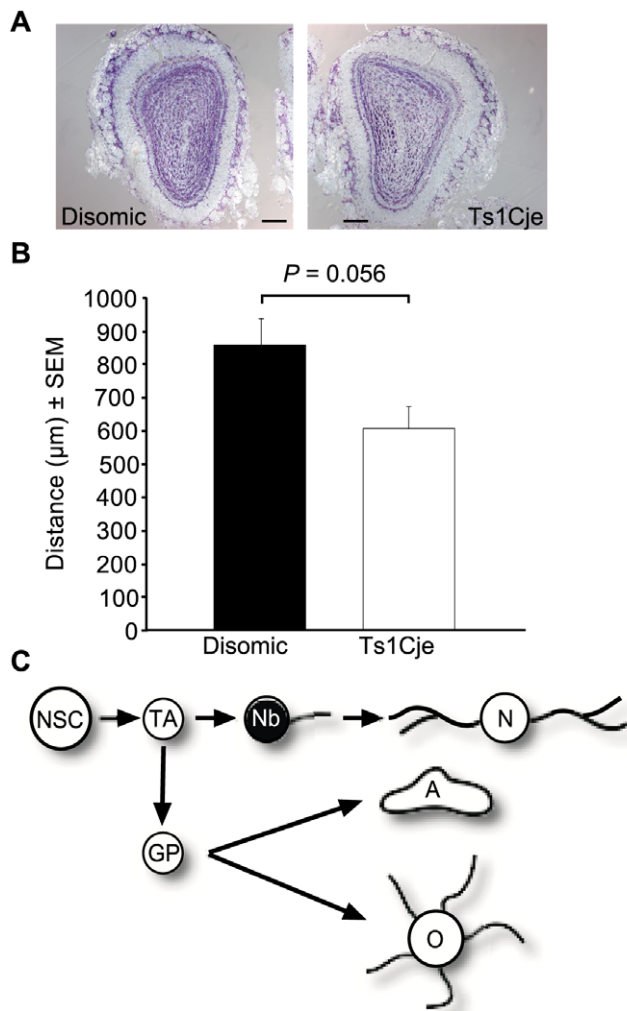 A
Disomic
Ts1Cje
B
P = 0.056
1000
900
800
700
600
500
400
300
200
100
0
Distance (µm) ± SEM
Disomic Ts1Cje
C
NSC TA Nb N
A
GP
O